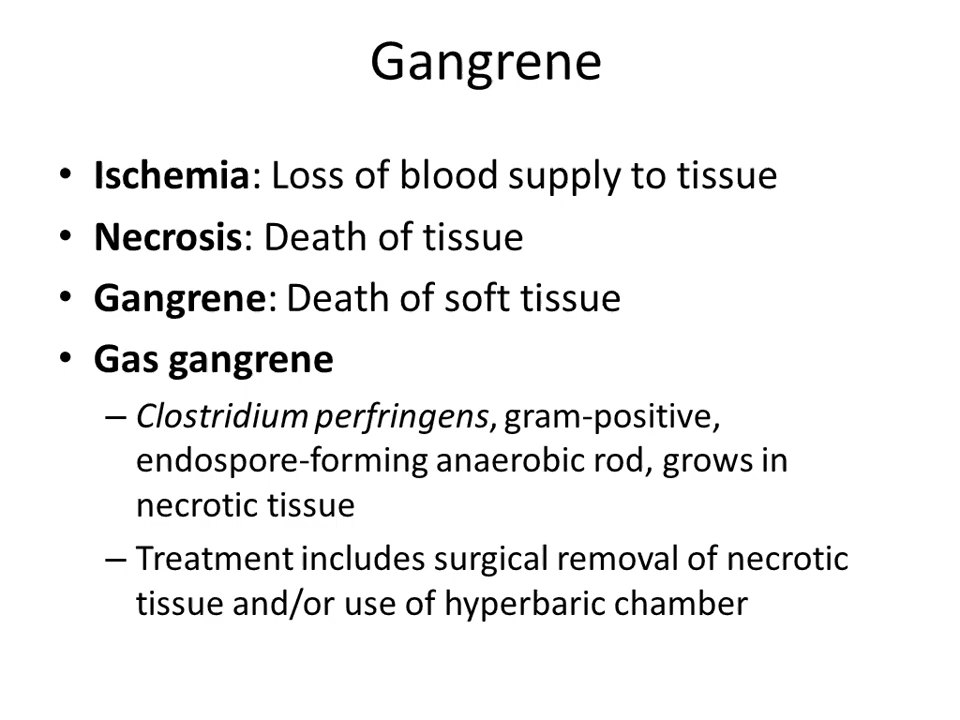 Gangrene
• Ischemia: Loss of blood supply to tissue
• Necrosis: Death of tissue
• Gangrene: Death of soft tissue
• Gas gangrene
– Clostridium perfringens, gram-positive,
endospore-forming anaerobic rod, grows in
necrotic tissue
– Treatment includes surgical removal of necrotic
tissue and/or use of hyperbaric chamber